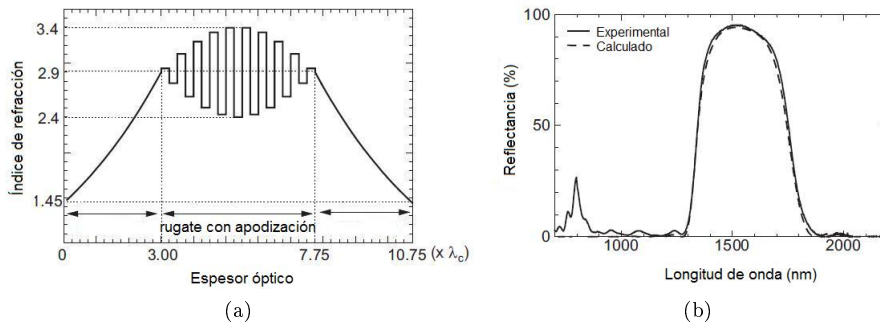 3.4
2.9
2.4
1.45
Índice de refracción
rugate con apodización
0 3.00 7.75 10.75 (x λc)
Espesor óptico
(a)
100
50
0
Reflectancia (%)
Experimental
Calculado
1000 1500 2000
Longitud de onda (nm)
(b)